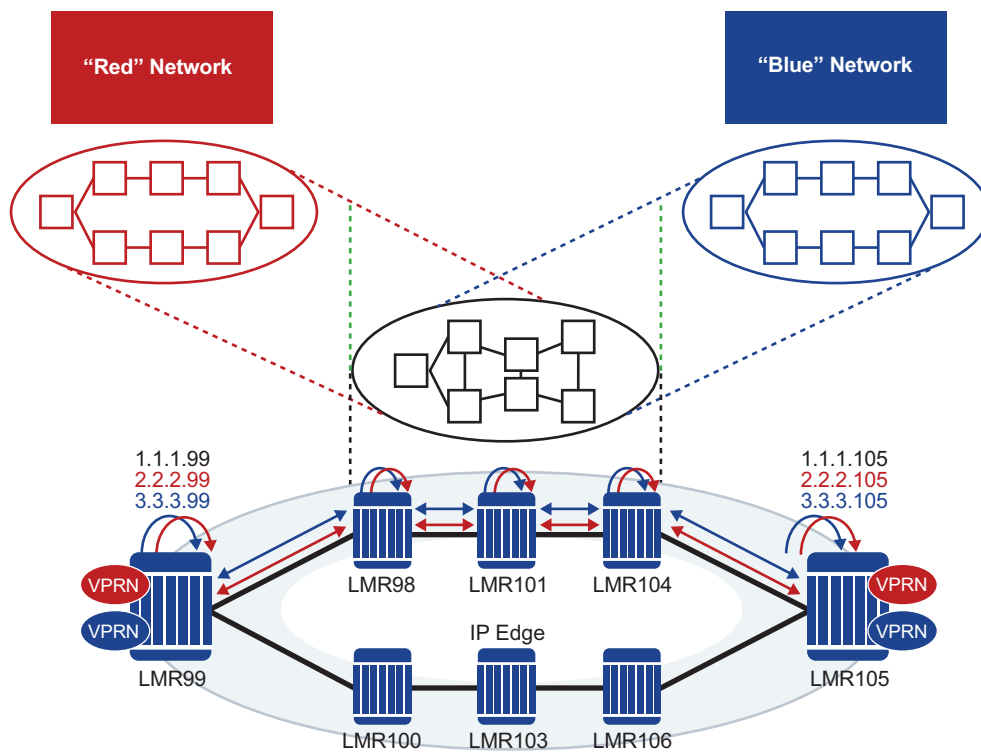 “Red” Network
“Blue” Network
1.1.1.99
2.2.2.99
3.3.3.99
1.1.1.105
2.2.2.105
3.3.3.105
LMR98
LMR101
LMR104
VPRN
VPRN
VPRN
VPRN
IP Edge
LMR99
LMR105
LMR100
LMR103
LMR106